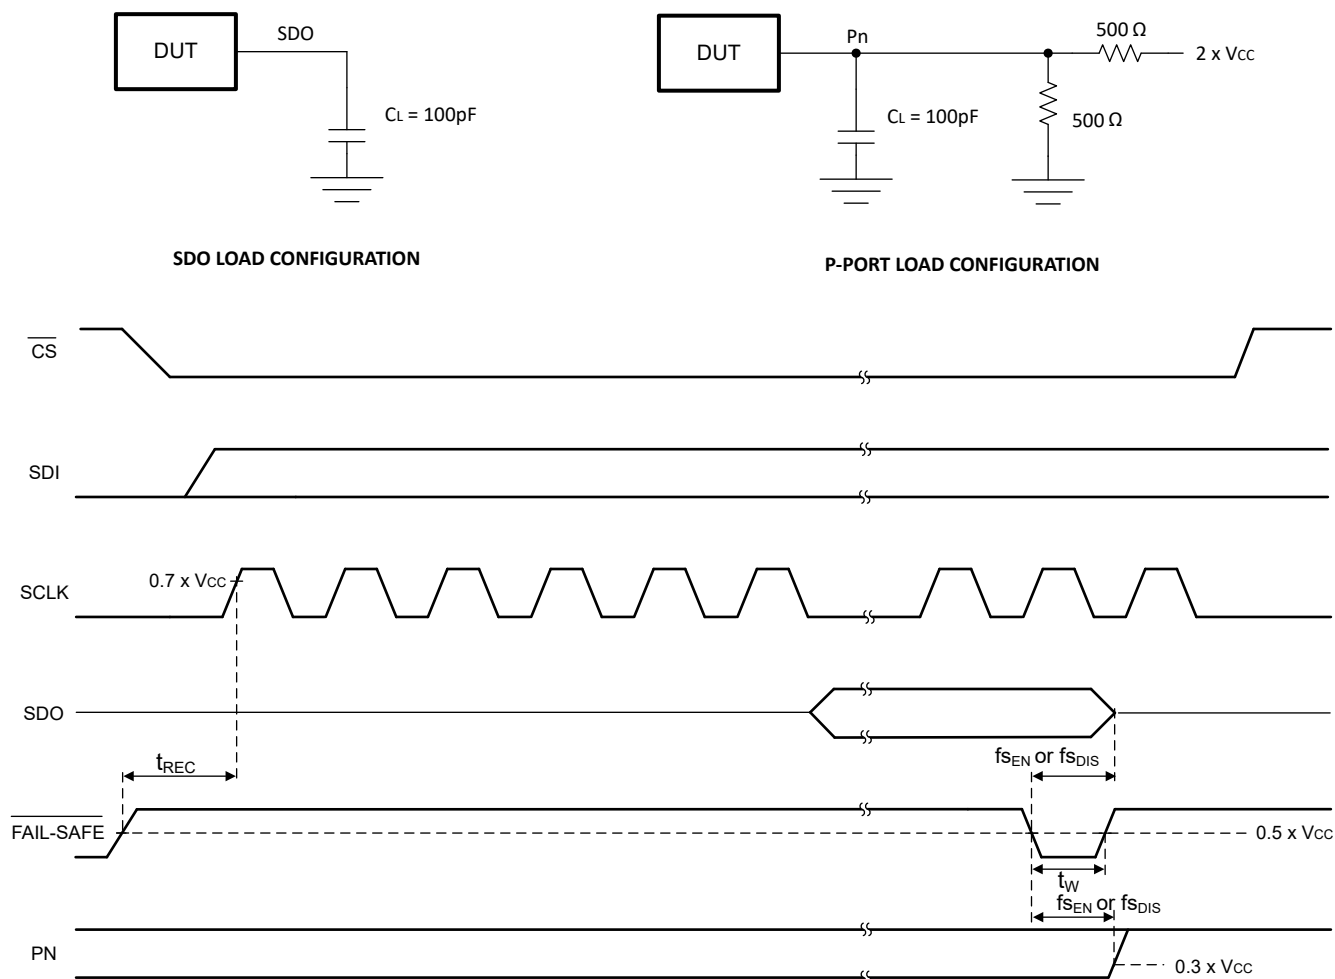 DUT
SDO
CL = 100pF
DUT
Pn
500 Ω
2 x VCC
CL = 100pF
500 Ω
SDO LOAD CONFIGURATION
P-PORT LOAD CONFIGURATION
CS
SDI
SCLK
0.7 x VCC
SDO
tREC
fsEN or fsDIS
FAIL-SAFE
0.5 x VCC
tW
fsEN or fsDIS
PN
0.3 x VCC